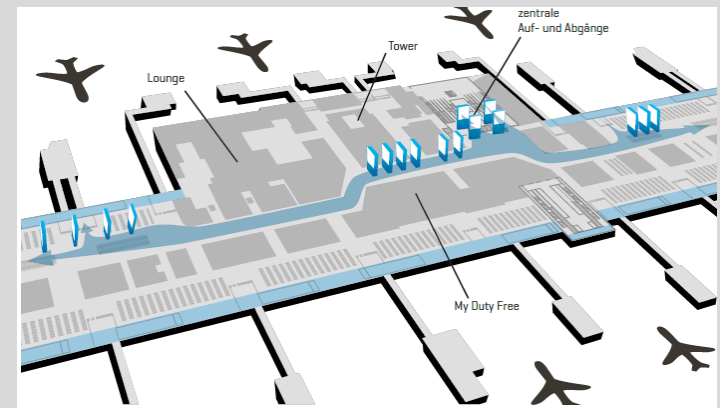 zentrale
Auf- und Abgänge
Tower
Lounge
My Duty Free